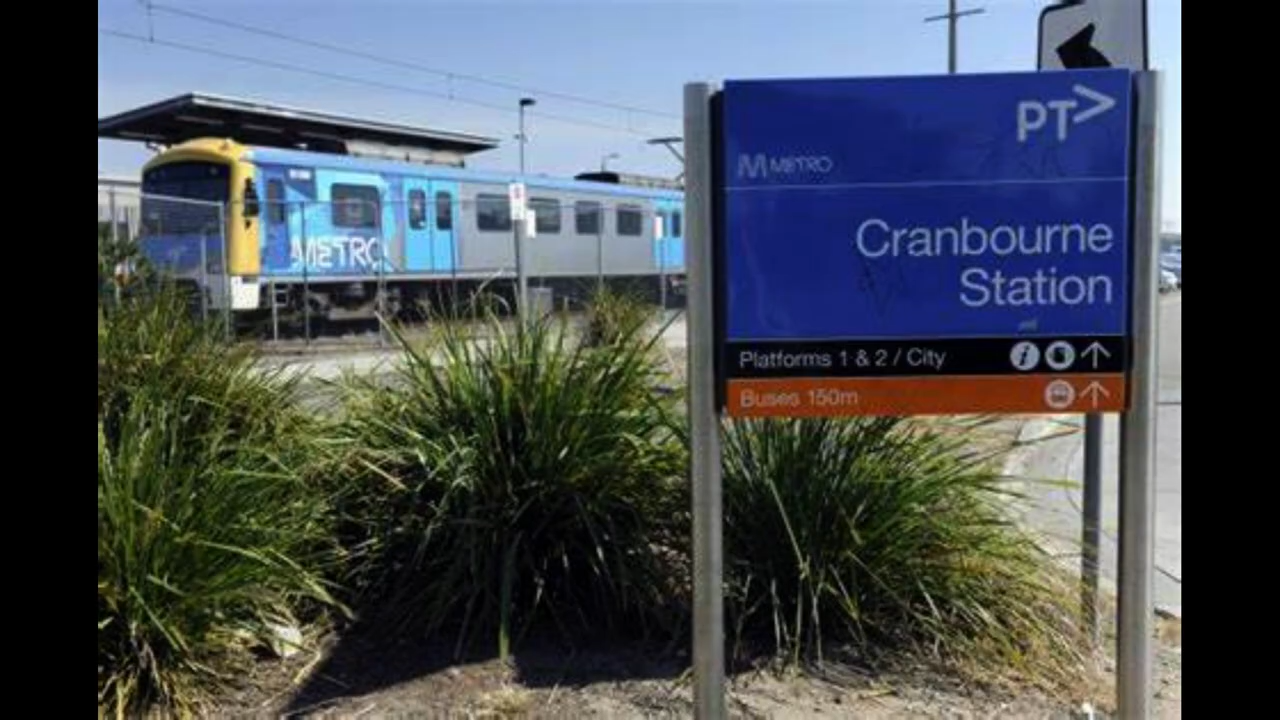 PT>
METRO
Cranbourne
Station
Platforms 1 & 2 / City
Buses 150m
METRO